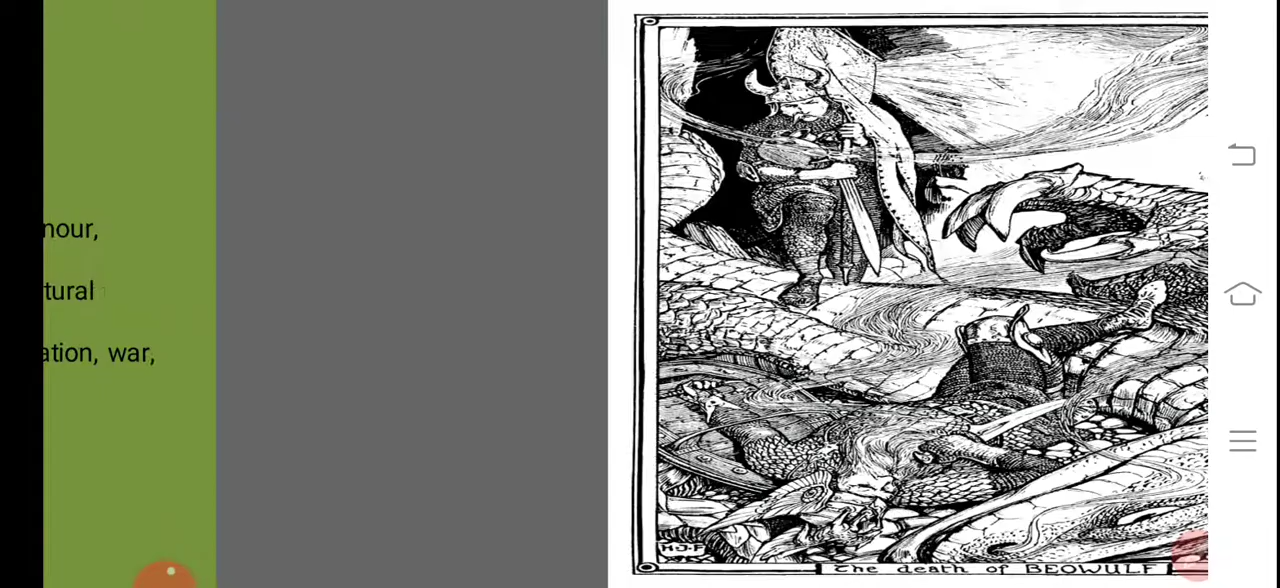 nour,
tural
ation, war,
H.J.F
The death of BEOWULF